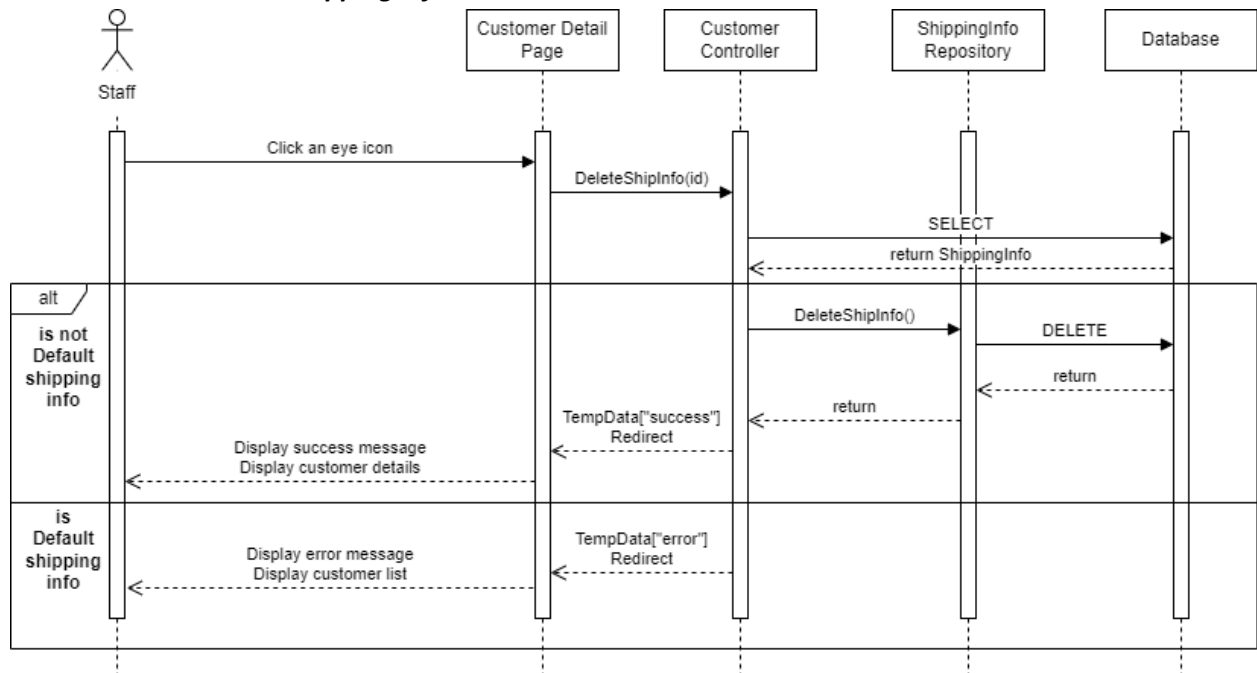 Customer Detail
Page
Customer
Controller
ShippingInfo
Repository
Database
Staff
Click an eye icon
DeleteShipInfo(id)
SELECT
return ShippingInfo
alt
is not
Default
shipping
info
DeleteShipInfo()
DELETE
return
return
TempData["success"]
Redirect
Display success message
Display customer details
is
Default
shipping
info
TempData["error"]
Redirect
Display error message
Display customer list